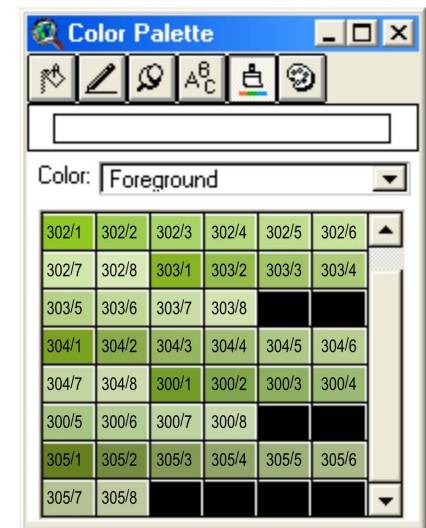 Color Palette
A B C
Color: Foreground
302/1 302/2 302/3 302/4 302/5 302/6
302/7 302/8 303/1 303/2 303/3 303/4
303/5 303/6 303/7 303/8
304/1 304/2 304/3 304/4 304/5 304/6
304/7 304/8 300/1 300/2 300/3 300/4
300/5 300/6 300/7 300/8
305/1 305/2 305/3 305/4 305/5 305/6
305/7 305/8